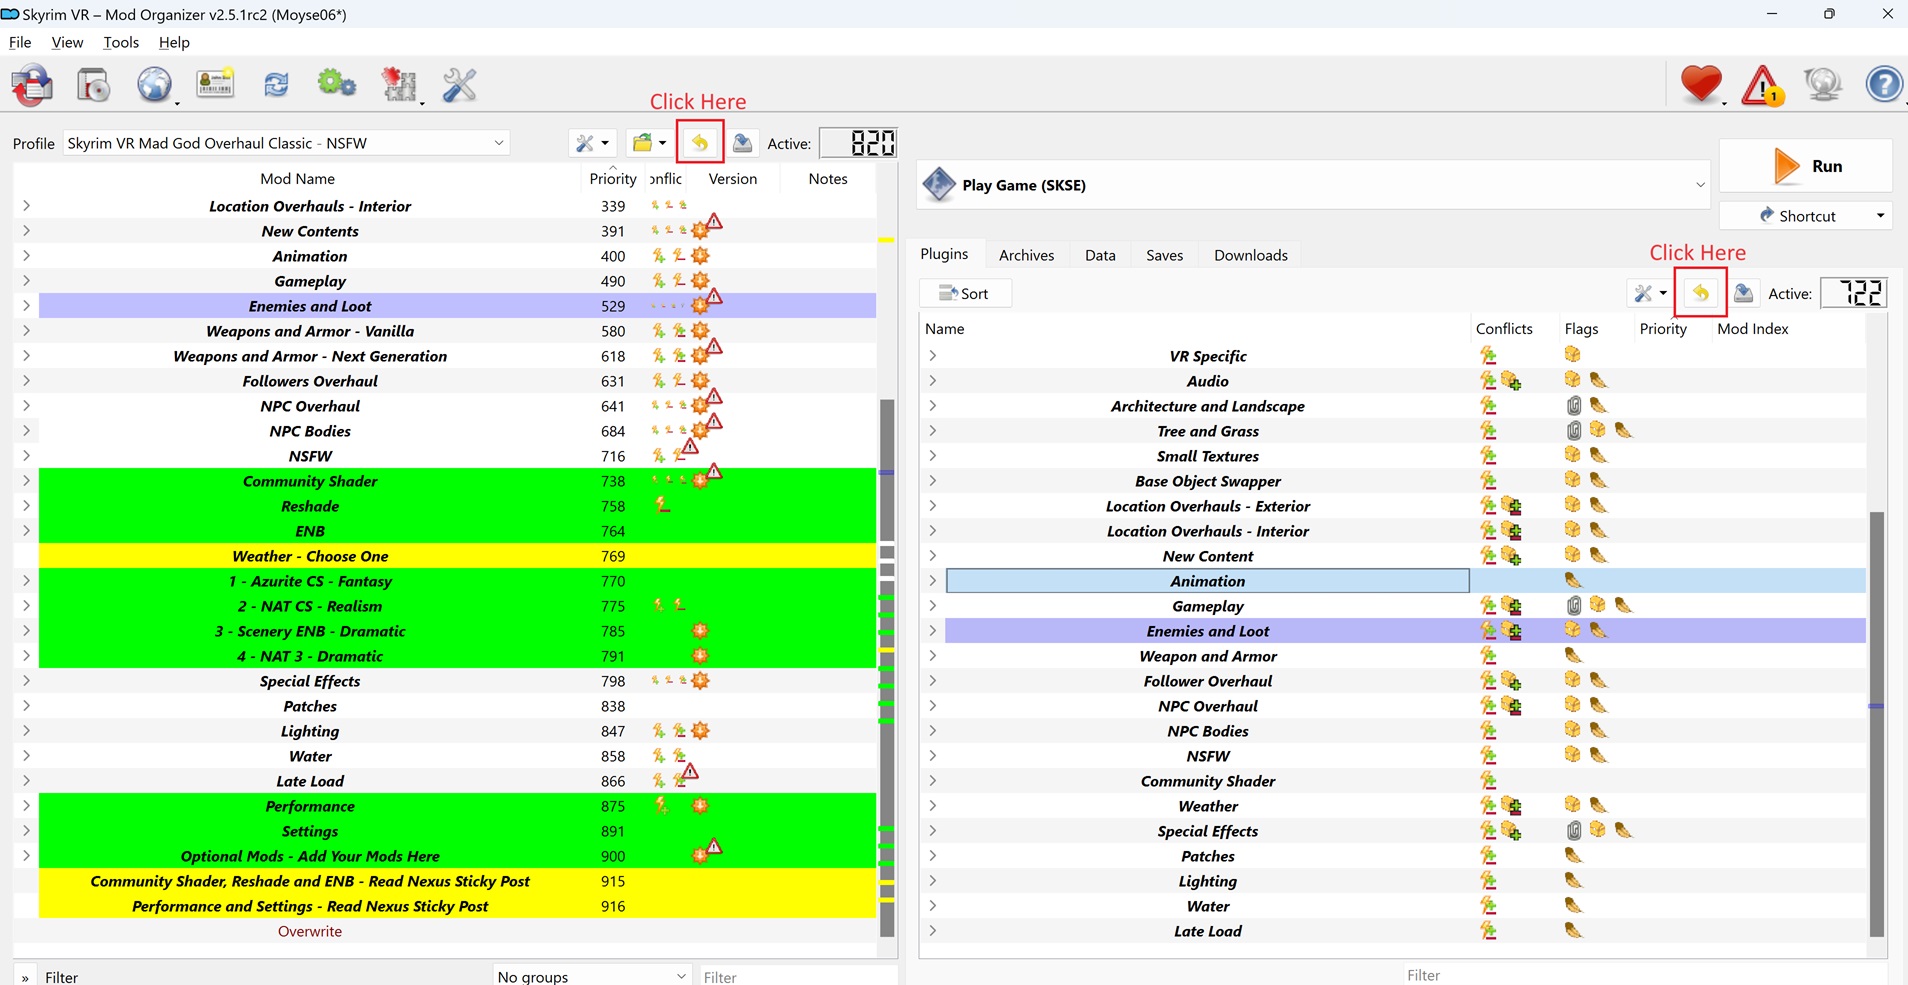 Skyrim VR – Mod Organizer v2.5.1rc2 (Moyse06*)
File View Tools Help
1
Click Here
Profile Skyrim VR Mad God Overhaul Classic - NSFW Active: 820
Mod Name Priority onflic Version Notes
Location Overhauls - Interior 339
New Contents 391
Animation 400
Gameplay 490
Enemies and Loot 529
Weapons and Armor - Vanilla 580
Weapons and Armor - Next Generation 618
Followers Overhaul 631
NPC Overhaul 641
NPC Bodies 684
NSFW 716
Community Shader 738
Reshade 758
ENB 764
Weather - Choose One 769
1 - Azurite CS - Fantasy 770
2 - NAT CS - Realism 775
3 - Scenery ENB - Dramatic 785
4 - NAT 3 - Dramatic 791
Special Effects 798
Patches 838
Lighting 847
Water 858
Late Load 866
Performance 875
Settings 891
Optional Mods - Add Your Mods Here 900
Community Shader, Reshade and ENB - Read Nexus Sticky Post 915
Performance and Settings - Read Nexus Sticky Post 916
Overwrite
» Filter No groups Filter
Play Game (SKSE)
Run
Shortcut
Plugins Archives Data Saves Downloads
Click Here
Sort Active: 722
Name Conflicts Flags Priority Mod Index
VR Specific
Audio
Architecture and Landscape
Tree and Grass
Small Textures
Base Object Swapper
Location Overhauls - Exterior
Location Overhauls - Interior
New Content
Animation
Gameplay
Enemies and Loot
Weapon and Armor
Follower Overhaul
NPC Overhaul
NPC Bodies
NSFW
Community Shader
Weather
Special Effects
Patches
Lighting
Water
Late Load
Filter